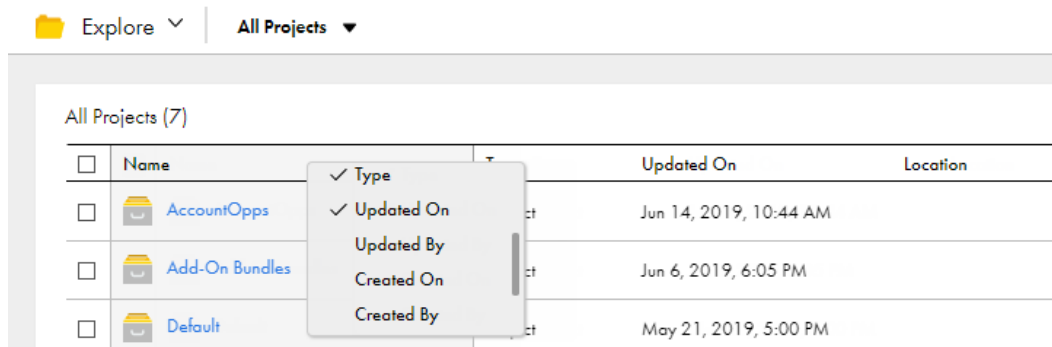 Explore All Projects
All Projects (7)
Name Updated On Location
Type
AccountOpps Updated On Jun 14, 2019, 10:44 AM
Updated By
Add-On Bundles Created On Jun 6, 2019, 6:05 PM
Created By
Default May 21, 2019, 5:00 PM